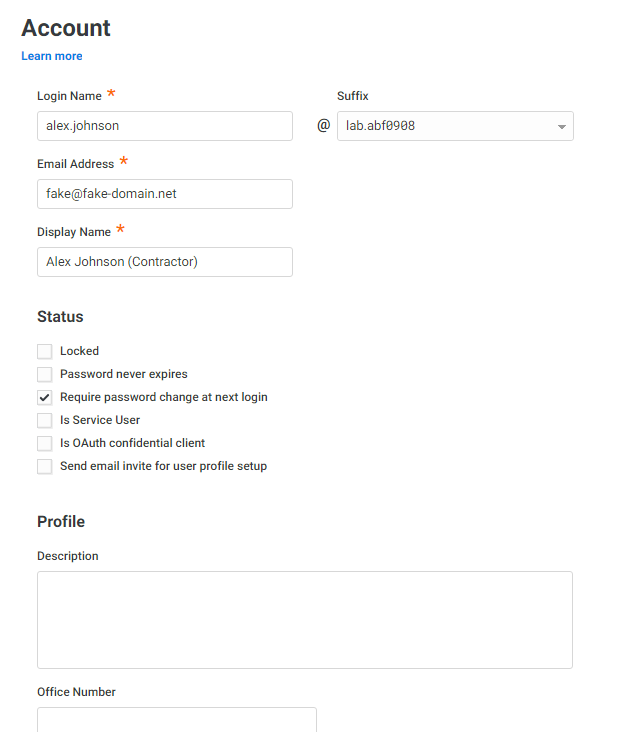 Account
Learn more
Login Name *
Suffix
alex.johnson
@
lab.abf0908
Email Address *
fake@fake-domain.net
Display Name *
Alex Johnson (Contractor)
Status
Locked
Password never expires
Require password change at next login
Is Service User
Is OAuth confidential client
Send email invite for user profile setup
Profile
Description
Office Number